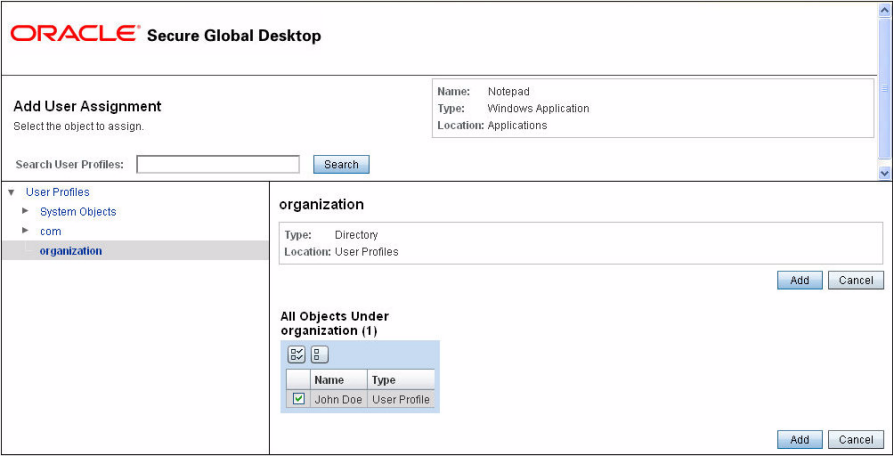 ORACLE Secure Global Desktop
Add User Assignment
Select the object to assign.
Name: Notepad
Type: Windows Application
Location: Applications
Search User Profiles: Search
User Profiles
System Objects
com
organization
organization
Type: Directory
Location: User Profiles
Add Cancel
All Objects Under
organization (1)
Name Type
John Doe User Profile
Add Cancel